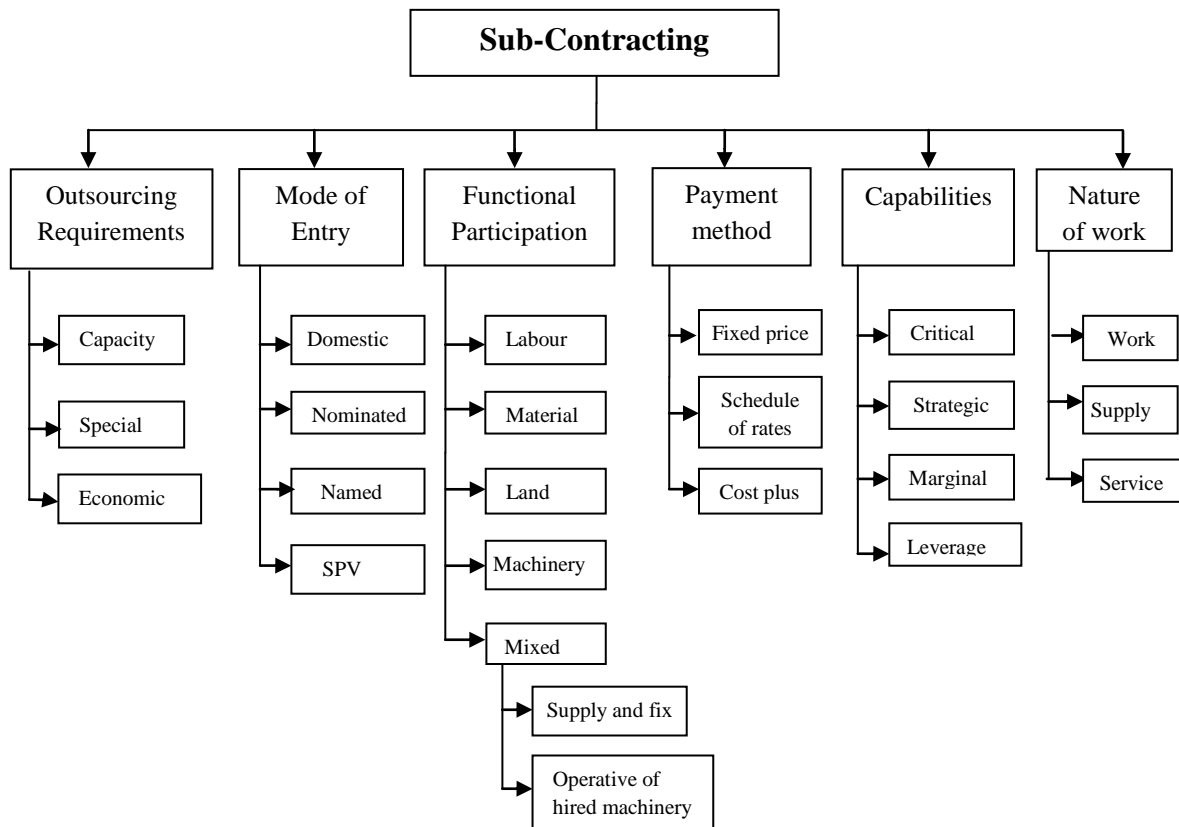 Sub-Contracting
Outsourcing
Requirements
Mode of
Entry
Functional
Participation
Payment
method
Capabilities
Nature
of work
Capacity
Special
Economic
Domestic
Nominated
Named
SPV
Labour
Material
Land
Machinery
Mixed
Supply and fix
Operative of
hired machinery
Fixed price
Schedule
of rates
Cost plus
Critical
Strategic
Marginal
Leverage
Work
Supply
Service